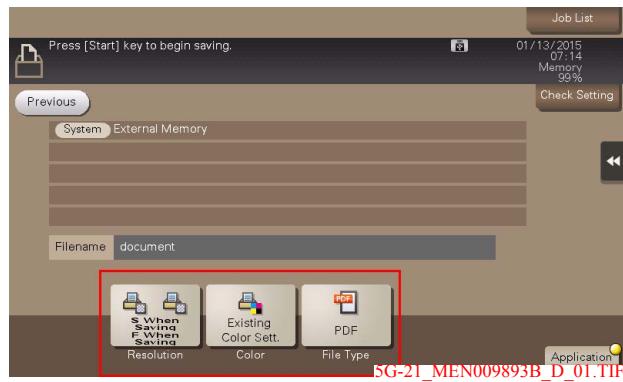 Job List
Press [Start] key to begin saving.
01/13/2015
07:14
Memory
99%
Previous
Check Setting
System External Memory
Filename document
S When
Saving
F When
Saving
Existing
Color Sett.
PDF
PDF
Resolution Color File Type
Application
5G-21_MEN009893B_D_01.TIF